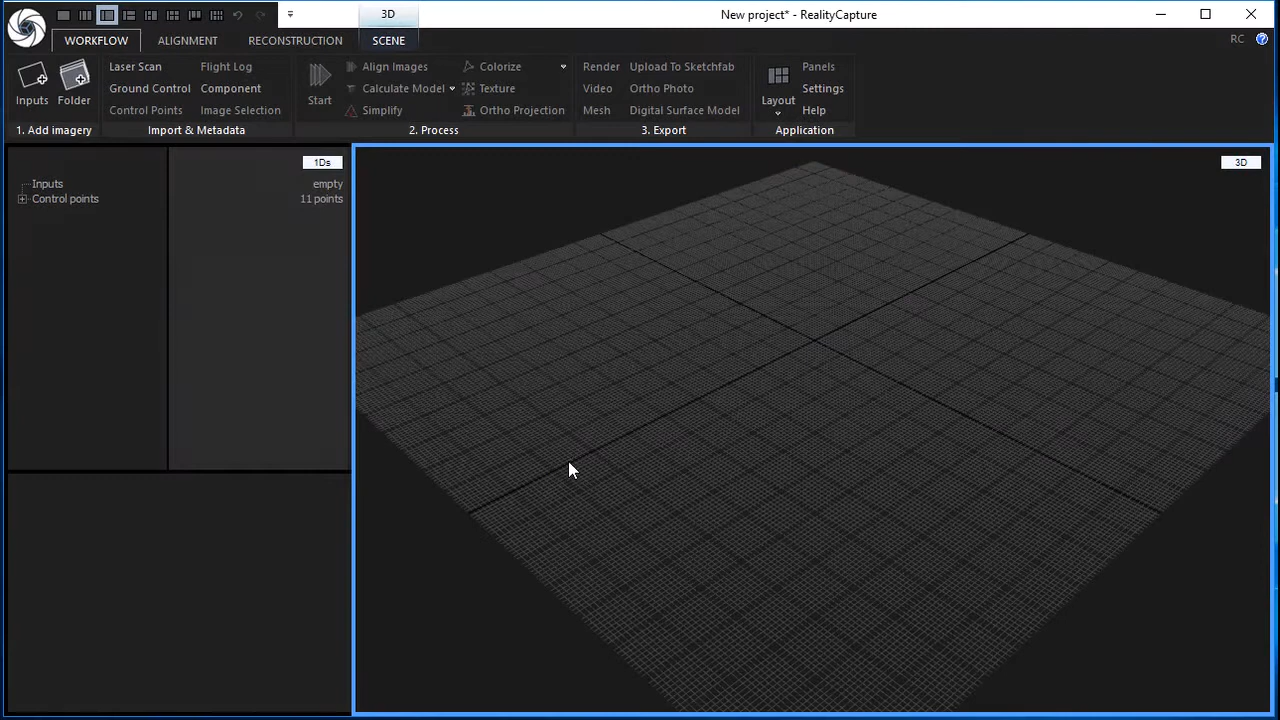 3D
New project* - RealityCapture
WORKFLOW ALIGNMENT RECONSTRUCTION SCENE RC
Laser Scan Flight Log Align Images Colorize Render Upload To Sketchfab Panels
Inputs Folder Ground Control Component Start Calculate Model Texture Video Ortho Photo Layout Settings
Control Points Image Selection Simplify Ortho Projection Mesh Digital Surface Model Help
1. Add imagery Import & Metadata 2. Process 3. Export Application
1Ds 3D
Inputs empty
Control points 11 points